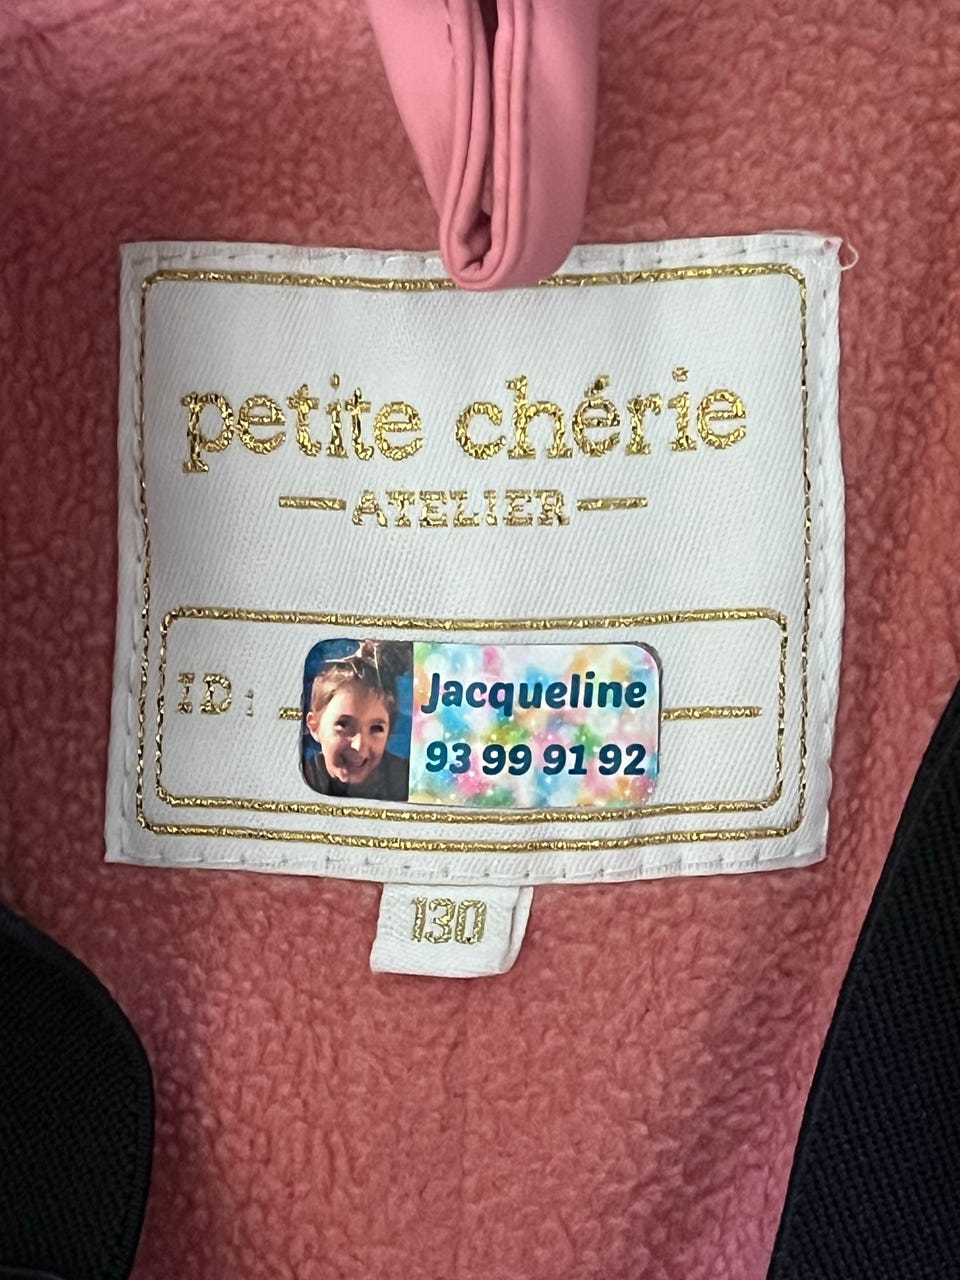 petite chérie
ATELIER
ID:
Jacqueline
93 99 91 92
130